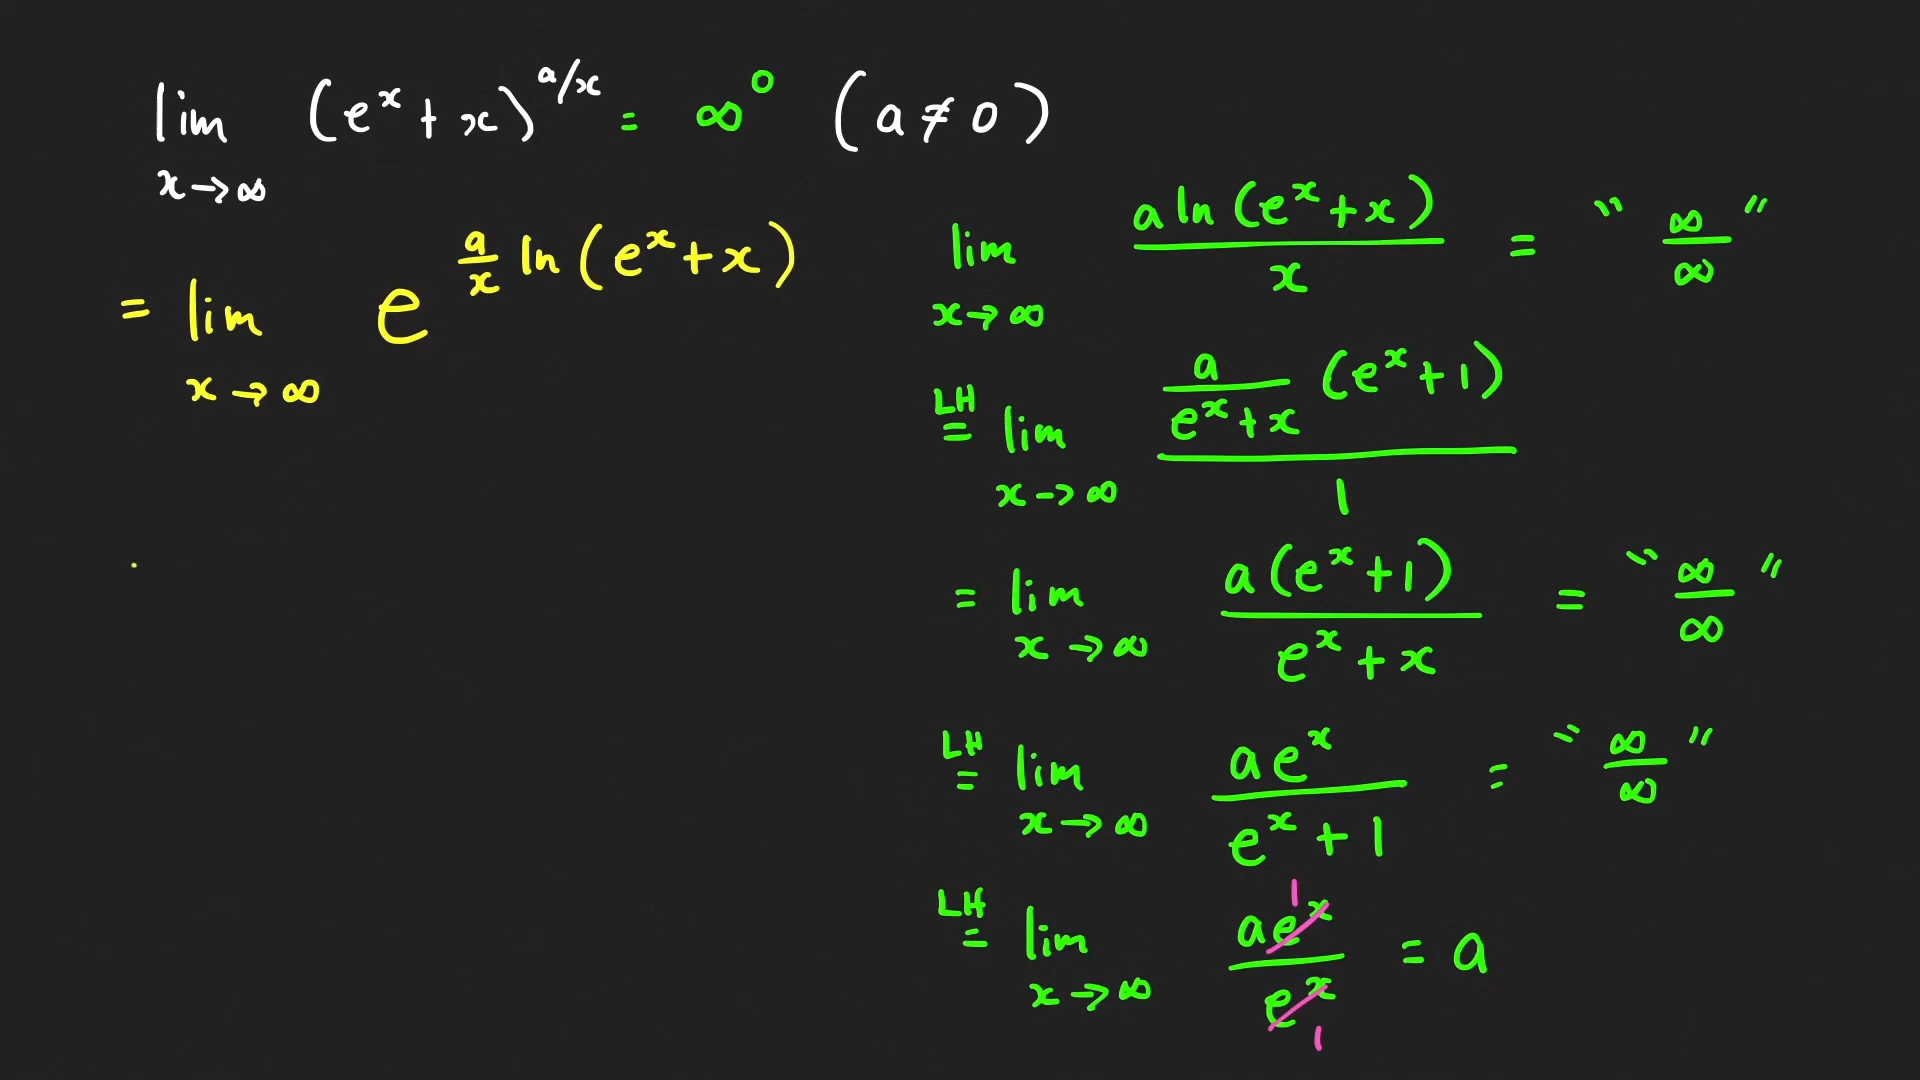 lim x→∞ (e^x + x)^(a/x) = ∞^0 (a ≠ 0)
= lim x→∞ e^(a/x ln(e^x + x))
lim x→∞ a ln(e^x + x) / x = "∞/∞"
LH= lim x→∞ (a/(e^x + x) (e^x + 1)) / 1
= lim x→∞ a(e^x + 1) / (e^x + x) = "∞/∞"
LH= lim x→∞ ae^x / (e^x + 1) = "∞/∞"
LH= lim x→∞ ae^x 1 / e^x 1 = a